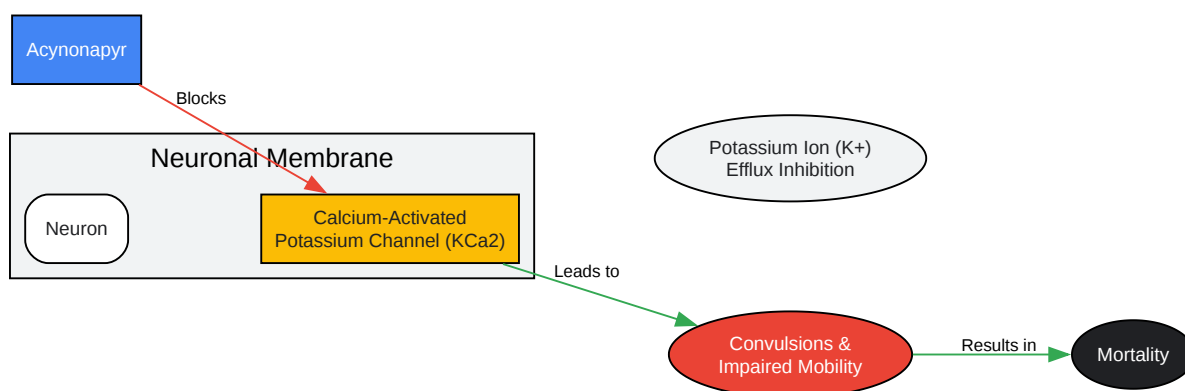 Acynonapyr
Blocks
Neuronal Membrane
Neuron
Calcium-Activated
Potassium Channel (KCa2)
Potassium Ion (K+)
Efflux Inhibition
Leads to
Convulsions &
Impaired Mobility
Results in
Mortality